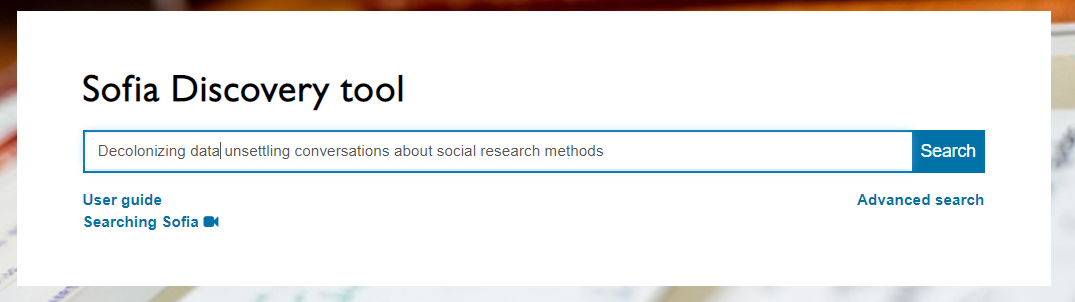 Sofia Discovery tool
Decolonizing data unsettling conversations about social research methods
Search
User guide
Advanced search
Searching Sofia